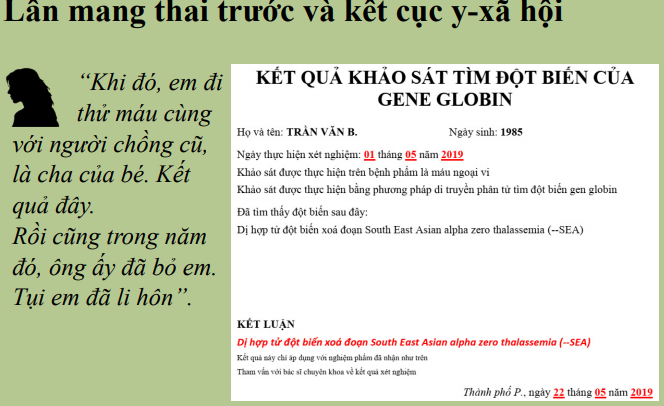 Lần mang thai trước và kết cục y-xã hội
“Khi đó, em đi
thử máu cùng
với người chồng cũ,
là cha của bé. Kết
quả đây.
Rồi cũng trong năm
đó, ông ấy đã bỏ em.
Tụi em đã li hôn”.
KẾT QUẢ KHẢO SÁT TÌM ĐỘT BIẾN CỦA
GENE GLOBIN
Họ và tên: TRẦN VĂN B. Ngày sinh: 1985
Ngày thực hiện xét nghiệm: 01 tháng 05 năm 2019
Khảo sát được thực hiện trên bệnh phẩm là máu ngoại vi
Khảo sát được thực hiện bằng phương pháp di truyền phân tử tìm đột biến gen globin
Đã tìm thấy đột biến sau đây:
Dị hợp tử đột biến xoá đoạn South East Asian alpha zero thalassemia (--SEA)
KẾT LUẬN
Dị hợp tử đột biến xoá đoạn South East Asian alpha zero thalassemia (--SEA)
Kết quả này chỉ áp dụng với nghiệm phẩm đã nhận như trên
Tham vấn với bác sĩ chuyên khoa về kết quả xét nghiệm
Thành phố P., ngày 22 tháng 05 năm 2019